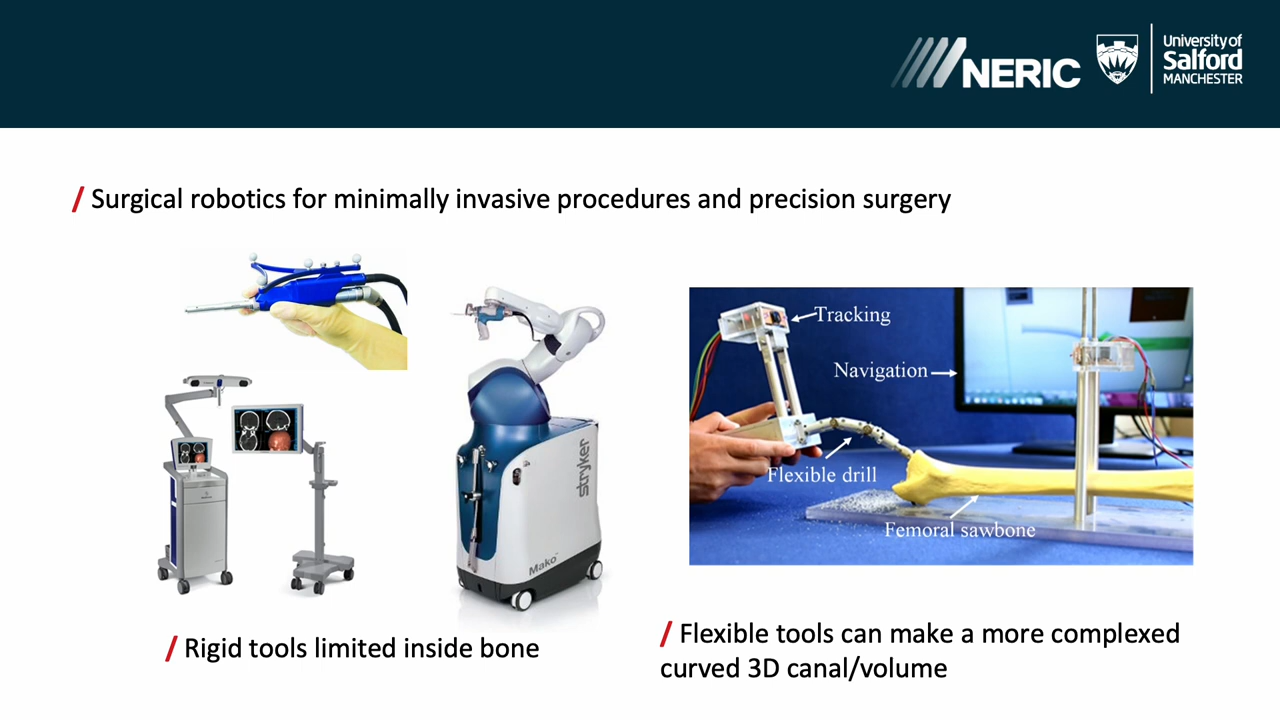 NERIC
University of
Salford
MANCHESTER
/ Surgical robotics for minimally invasive procedures and precision surgery
stryker
Mako
Tracking
Navigation
Flexible drill
Femoral sawbone
/ Rigid tools limited inside bone
/ Flexible tools can make a more complexed
curved 3D canal/volume